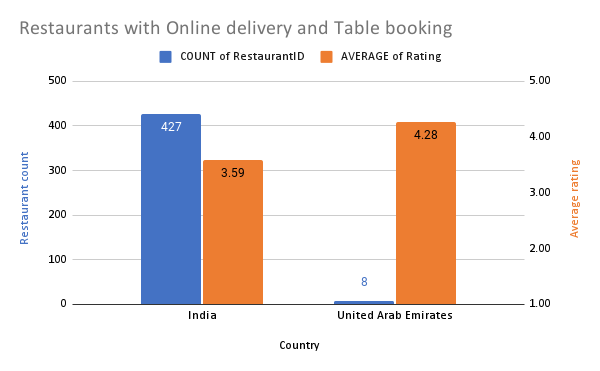 Restaurants with Online delivery and Table booking
COUNT of RestaurantID AVERAGE of Rating
500 5.00
400 427 4.28 4.00
300 3.59 3.00
200 2.00
100 8
0 1.00
India United Arab Emirates
Country
Restaurant count
Average rating